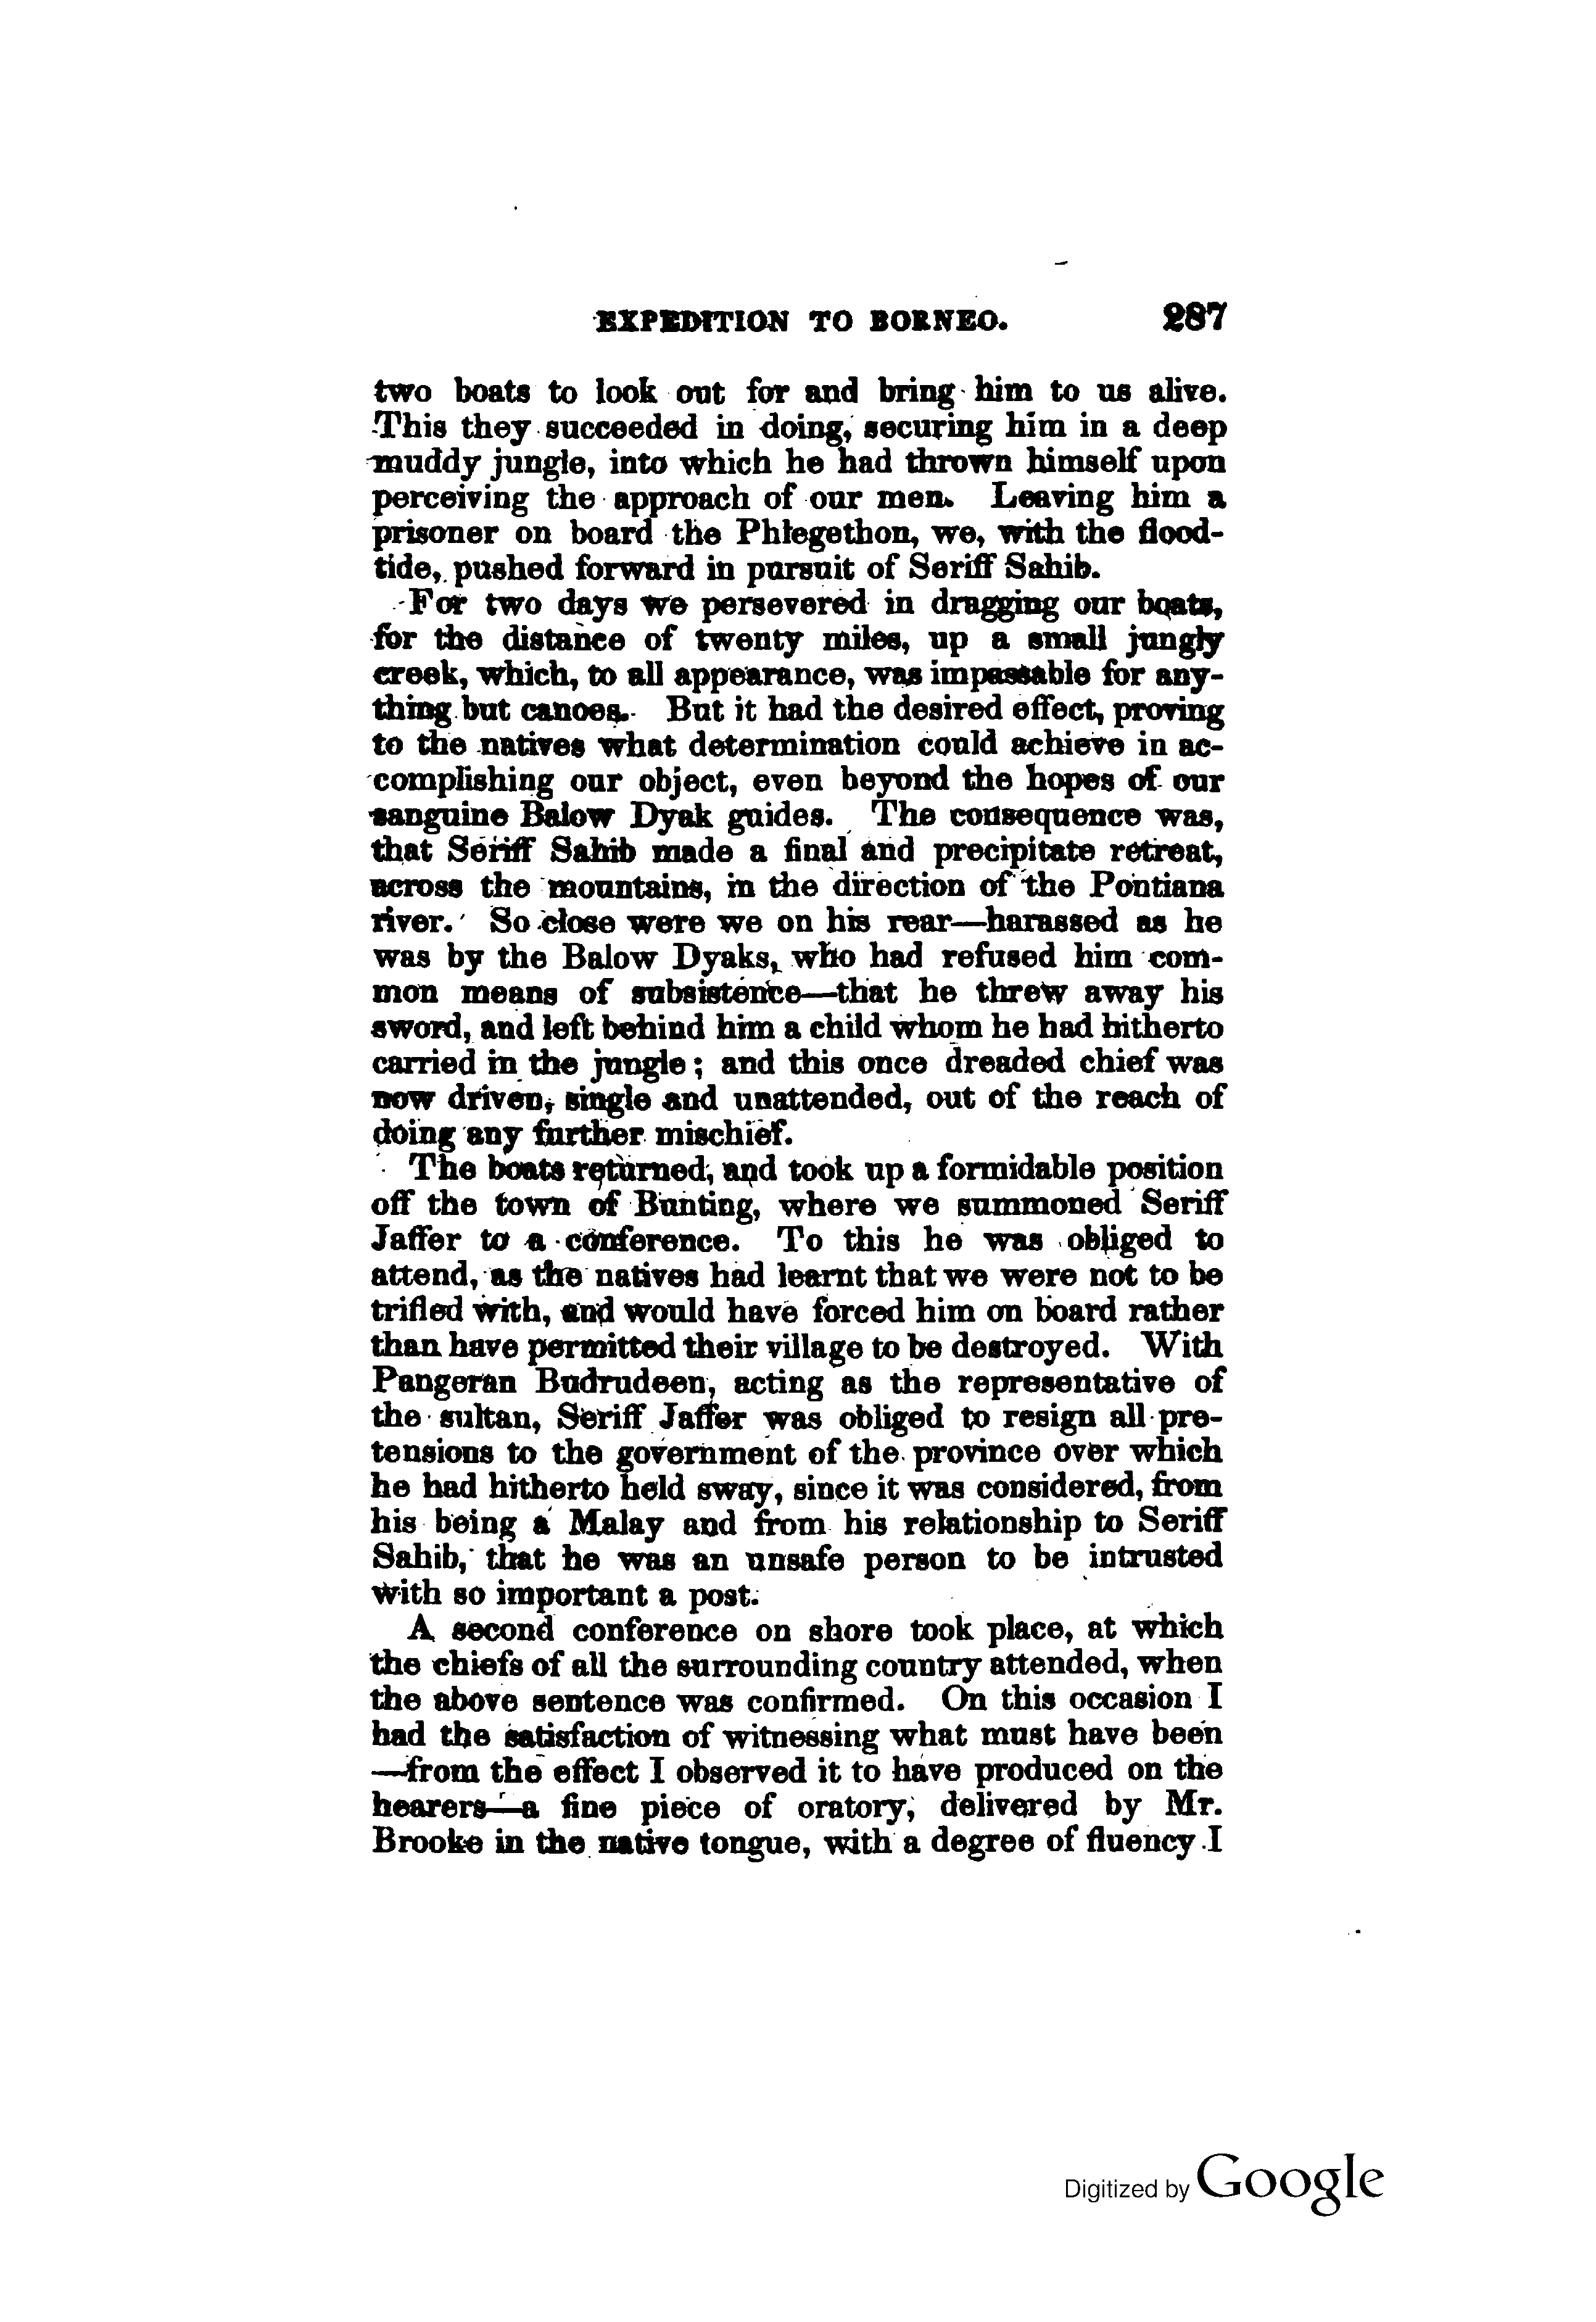 EXPEDITION TO BORNEO. 287
two boats to look out for and bring him to us alive.
This they succeeded in doing, securing him in a deep
muddy jungle, into which he had thrown himself upon
perceiving the approach of our men. Leaving him a
prisoner on board the Phlegethon, we, with the flood-
tide, pushed forward in pursuit of Seriff Sahib.
For two days we persevered in dragging our boats,
for the distance of twenty miles, up a small jungly
creek, which, to all appearance, was impassable for any-
thing but canoes. But it had the desired effect, proving
to the natives what determination could achieve in ac-
complishing our object, even beyond the hopes of our
sanguine Balow Dyak guides. The consequence was,
that Seriff Sahib made a final and precipitate retreat,
across the mountains, in the direction of the Pontiana
river. So close were we on his rear—harassed as he
was by the Balow Dyaks, who had refused him com-
mon means of subsistence—that he threw away his
sword, and left behind him a child whom he had hitherto
carried in the jungle; and this once dreaded chief was
now driven, single and unattended, out of the reach of
doing any further mischief.
The boats returned, and took up a formidable position
off the town of Bunting, where we summoned Seriff
Jaffer to a conference. To this he was obliged to
attend, as the natives had learnt that we were not to be
trifled with, and would have forced him on board rather
than have permitted their village to be destroyed. With
Pangeran Budrudeen, acting as the representative of
the sultan, Seriff Jaffer was obliged to resign all pre-
tensions to the government of the province over which
he had hitherto held sway, since it was considered, from
his being a Malay and from his relationship to Seriff
Sahib, that he was an unsafe person to be intrusted
with so important a post.
A second conference on shore took place, at which
the chiefs of all the surrounding country attended, when
the above sentence was confirmed. On this occasion I
had the satisfaction of witnessing what must have been
—from the effect I observed it to have produced on the
hearers—a fine piece of oratory, delivered by Mr.
Brooke in the native tongue, with a degree of fluency I
Digitized by Google